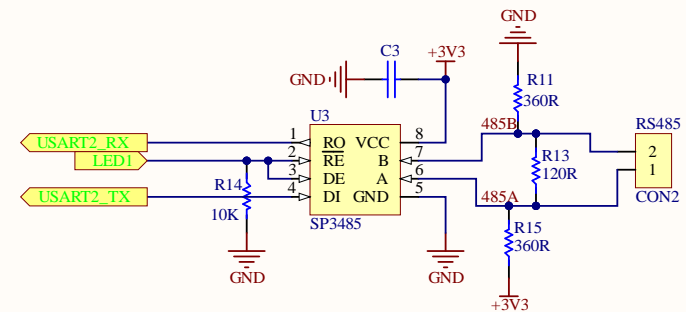 GND
C3
+3V3
GND
R11
360R
U3
485B
RS485
USART2_RX
1
RO
VCC
8
LED1
2
RE
B
7
2
R13
120R
3
DE
A
6
1
R14
USART2_TX
4
DI
GND
5
485A
CON2
10K
SP3485
R15
360R
GND
GND
+3V3